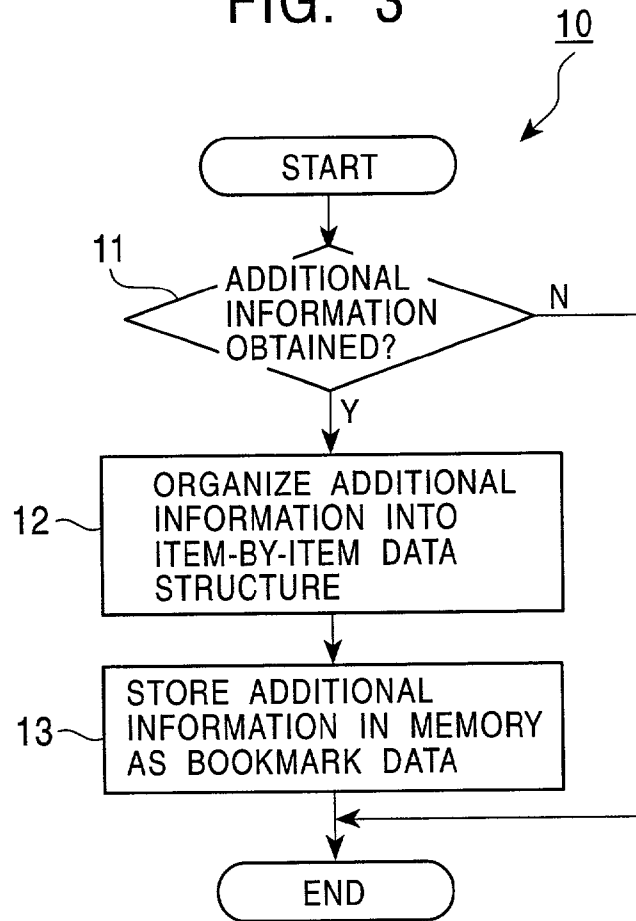 FIG. 3
10
START
11
ADDITIONAL
INFORMATION
OBTAINED?
N
Y
12
ORGANIZE ADDITIONAL
INFORMATION INTO
ITEM-BY-ITEM DATA
STRUCTURE
13
STORE ADDITIONAL
INFORMATION IN MEMORY
AS BOOKMARK DATA
END